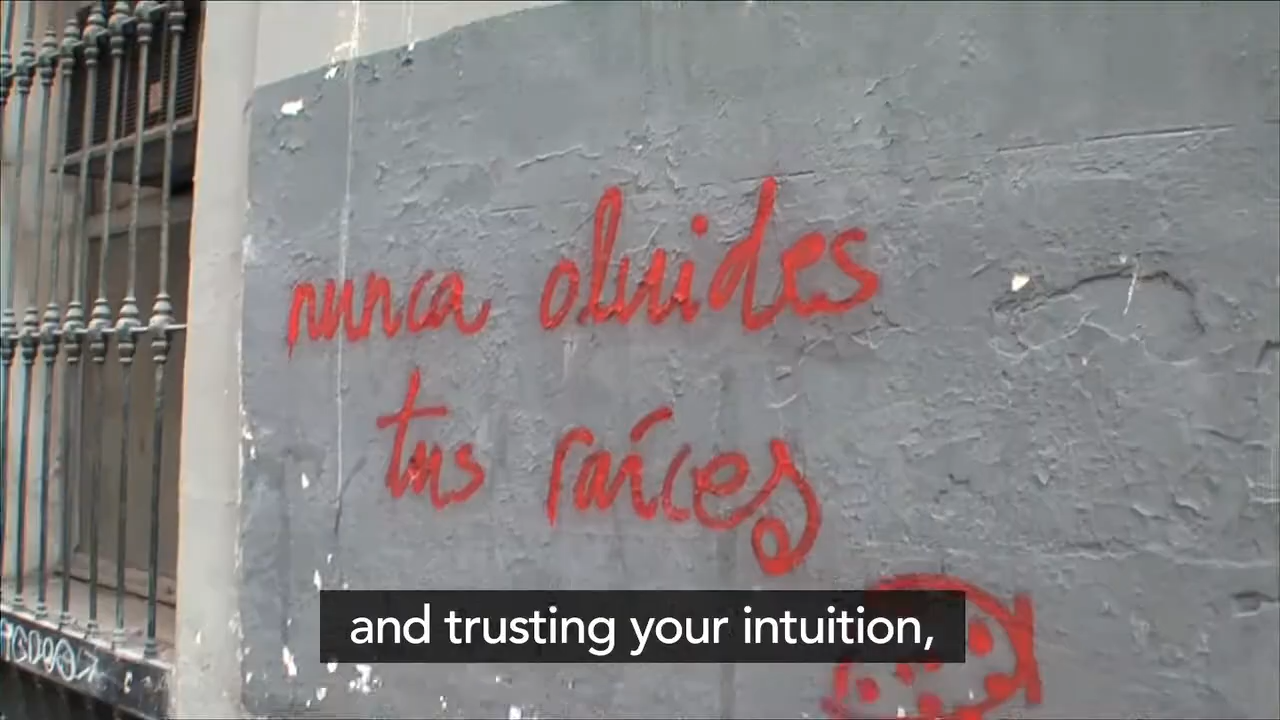 nunca olvides
tus raíces
and trusting your intuition,